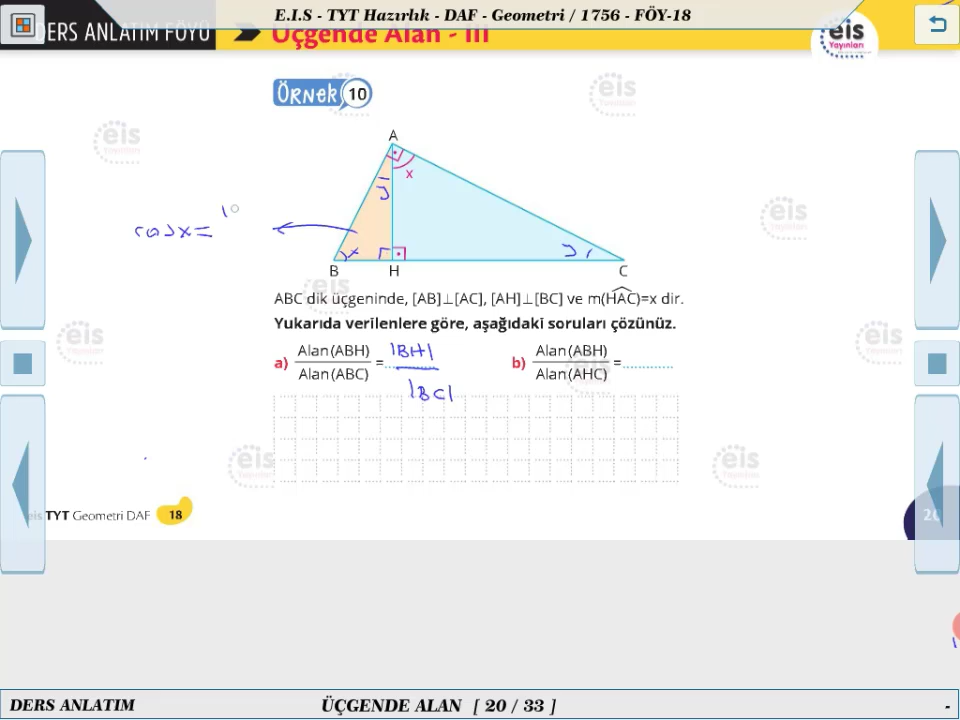 E.I.S - TYT Hazırlık - DAF - Geometri / 1756 - FÖY-18
DERS ANLATIM FÖYÜ
Üçgende Alan - III
eis
Yayınları
ÖRNEK 10
A
x
y
cosx=
x
y
B
H
C
ABC dik üçgeninde, [AB]⊥[AC], [AH]⊥[BC] ve m(HAC)=x dir.
Yukarıda verilenlere göre, aşağıdaki soruları çözünüz.
a) Alan(ABH) / Alan(ABC) = |BH| / |BC|
b) Alan(ABH) / Alan(AHC) = ............
eis TYT Geometri DAF 18
20
DERS ANLATIM
ÜÇGENDE ALAN [ 20 / 33 ]
-